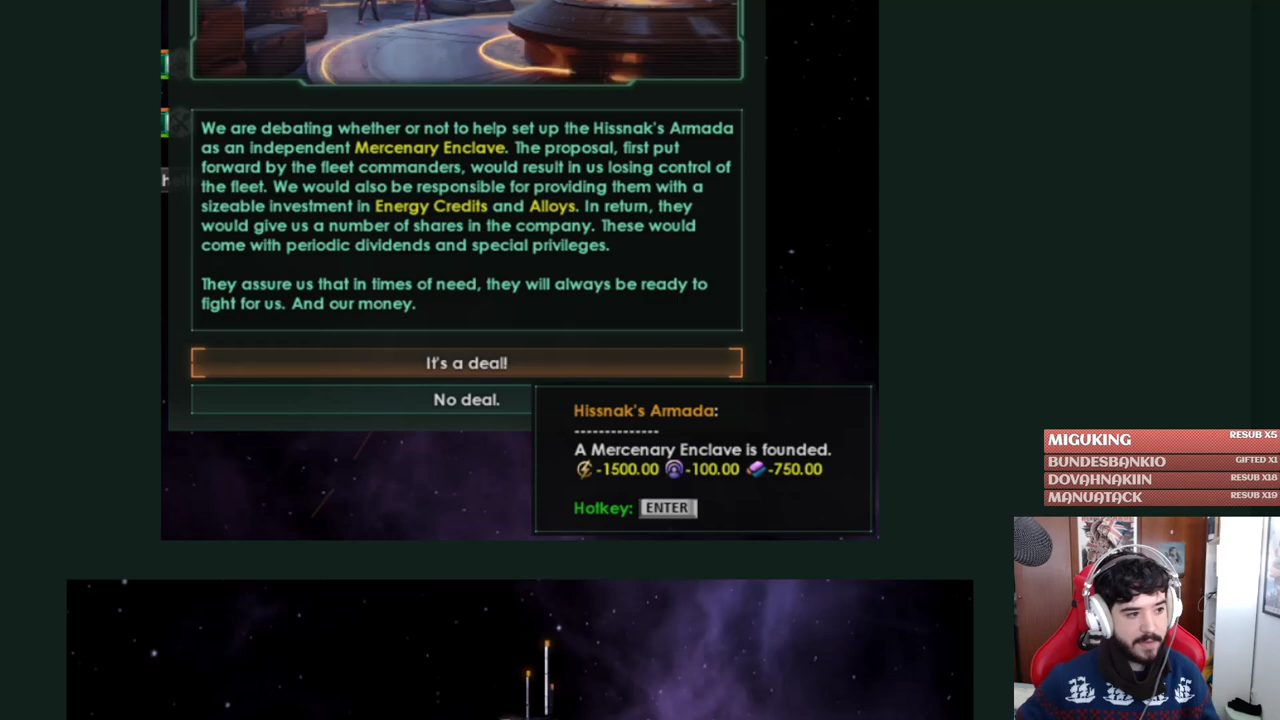 We are debating whether or not to help set up the Hissnak's Armada
as an independent Mercenary Enclave. The proposal, first put
forward by the fleet commanders, would result in us losing control of
the fleet. We would also be responsible for providing them with a
sizeable investment in Energy Credits and Alloys. In return, they
would give us a number of shares in the company. These would
come with periodic dividends and special privileges.
They assure us that in times of need, they will always be ready to
fight for us. And our money.
It's a deal!
No deal.
Hissnak's Armada:
--------------
A Mercenary Enclave is founded.
-1500.00 -100.00 -750.00
Hotkey: ENTER
MIGUKING RESUB X5
BUNDESBANKIO GIFTED X1
DOVAHNAKIIN RESUB X18
MANUATACK RESUB X19